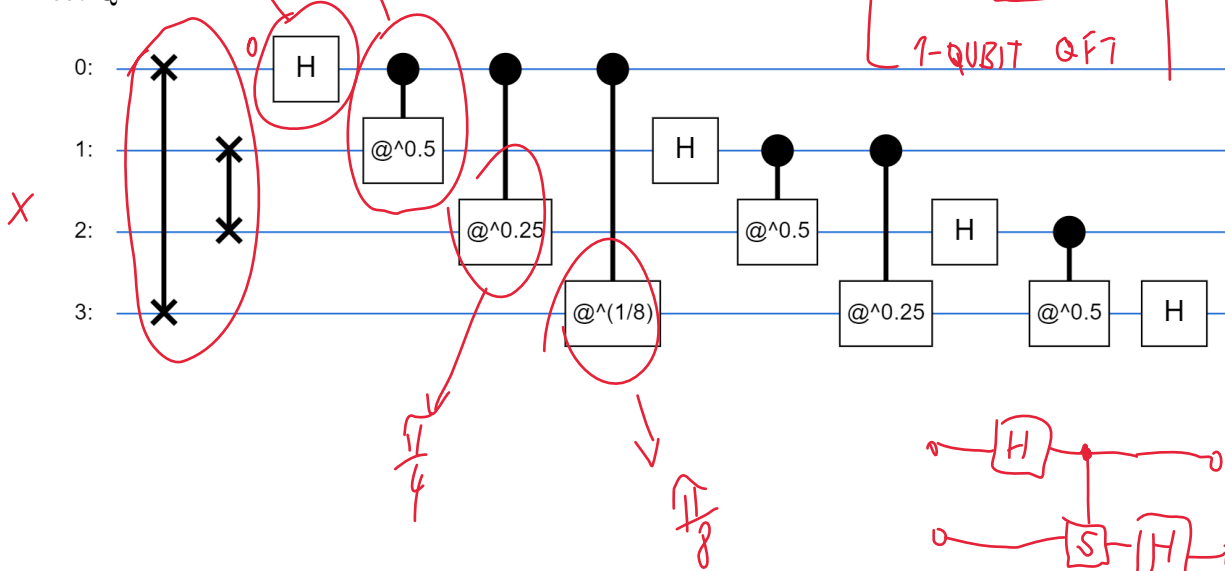 1-QUBIT QFT
0
0: H
1: @^0.5 H
X
2: @^0.25 @^0.5 H
3: @^(1/8) @^0.25 @^0.5 H
π/4
π/8
H
S H